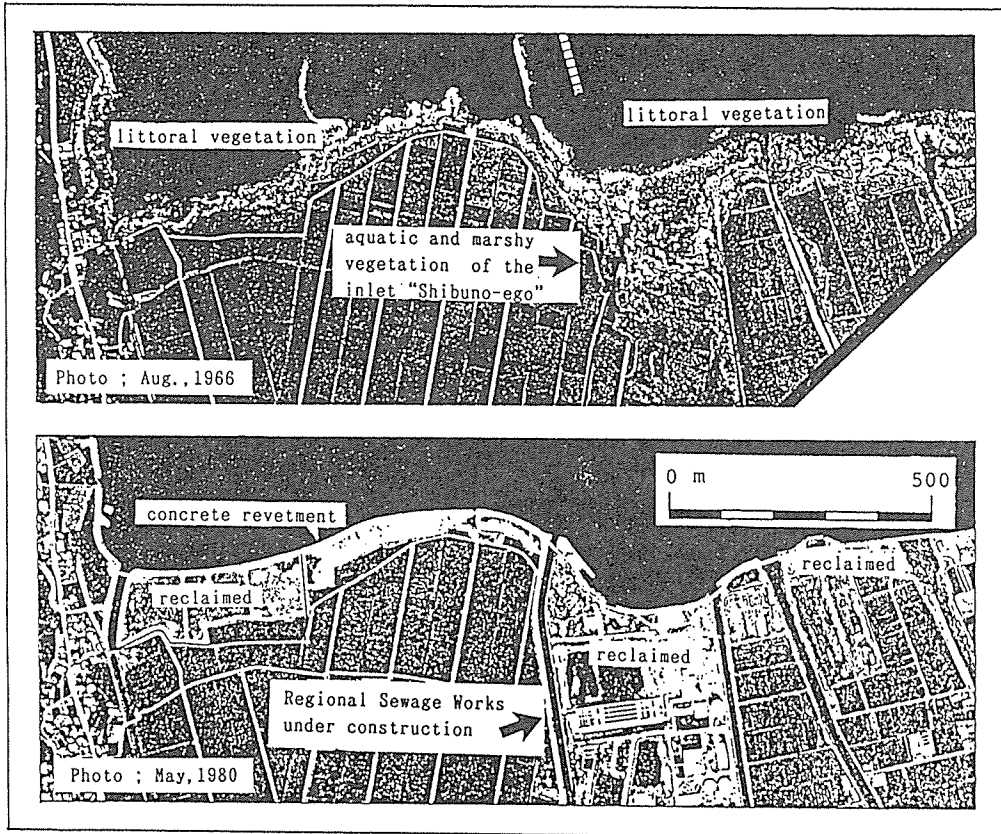 littoral vegetation
littoral vegetation
aquatic and marshy
vegetation of the
inlet "Shibuno-ego"
Photo ; Aug.,1966
0 m 500
concrete revetment
reclaimed
reclaimed
reclaimed
Regional Sewage Works
under construction
Photo ; May,1980